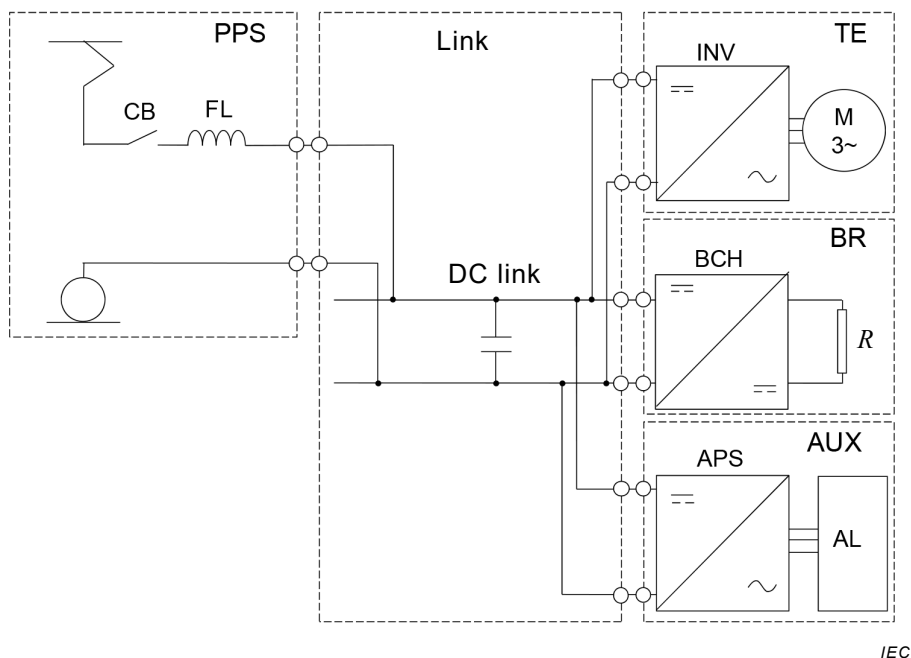 PPS
Link
TE
INV
CB
FL
M
3~
BR
DC link
BCH
R
AUX
APS
AL
IEC